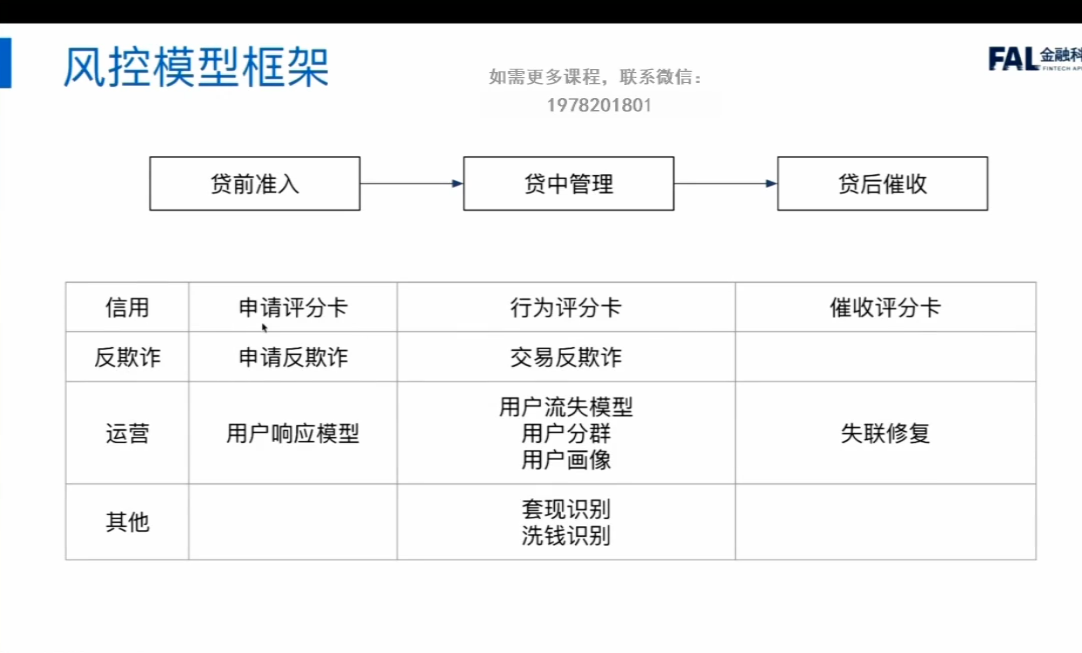 风控模型框架
如需更多课程，联系微信：
1978201801
FAL 金融科
FINTECH AP
贷前准入
贷中管理
贷后催收
信用
申请评分卡
行为评分卡
催收评分卡
反欺诈
申请反欺诈
交易反欺诈
运营
用户响应模型
用户流失模型
用户分群
用户画像
失联修复
其他
套现识别
洗钱识别